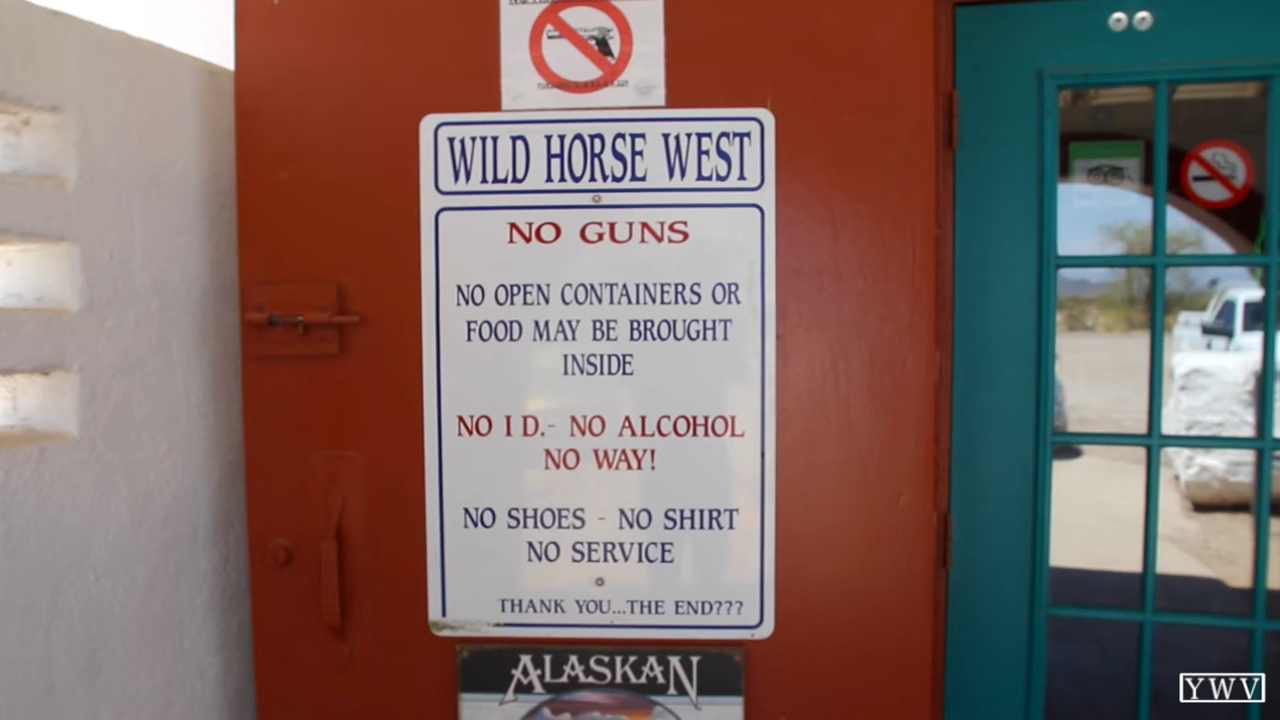 WILD HORSE WEST
NO GUNS
NO OPEN CONTAINERS OR
FOOD MAY BE BROUGHT
INSIDE
NO I D.- NO ALCOHOL
NO WAY!
NO SHOES - NO SHIRT
NO SERVICE
THANK YOU...THE END???
ALASKAN
YWV